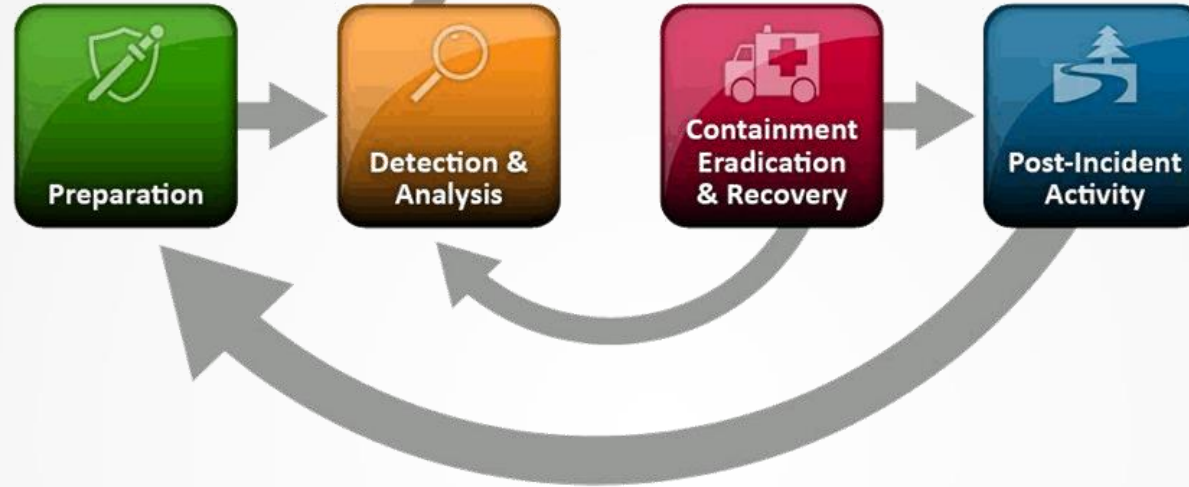 Preparation
Detection &
Analysis
Containment
Eradication
& Recovery
Post-Incident
Activity